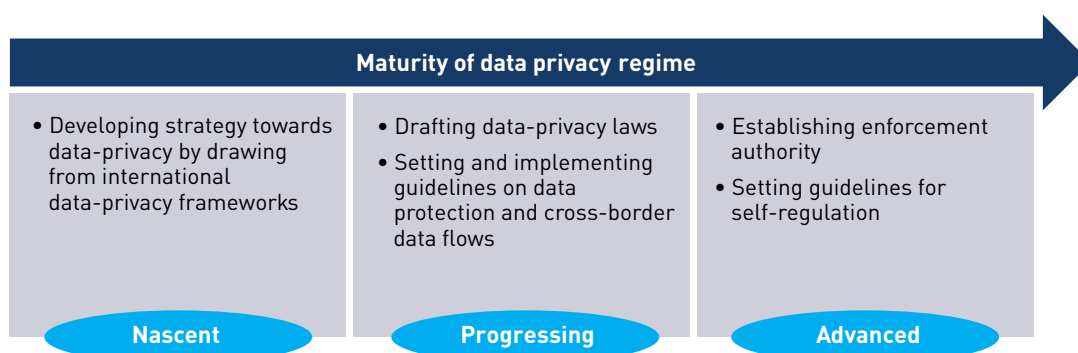 Maturity of data privacy regime
• Developing strategy towards
data-privacy by drawing
from international
data-privacy frameworks
Nascent
• Drafting data-privacy laws
• Setting and implementing
guidelines on data
protection and cross-border
data flows
Progressing
• Establishing enforcement
authority
• Setting guidelines for
self-regulation
Advanced